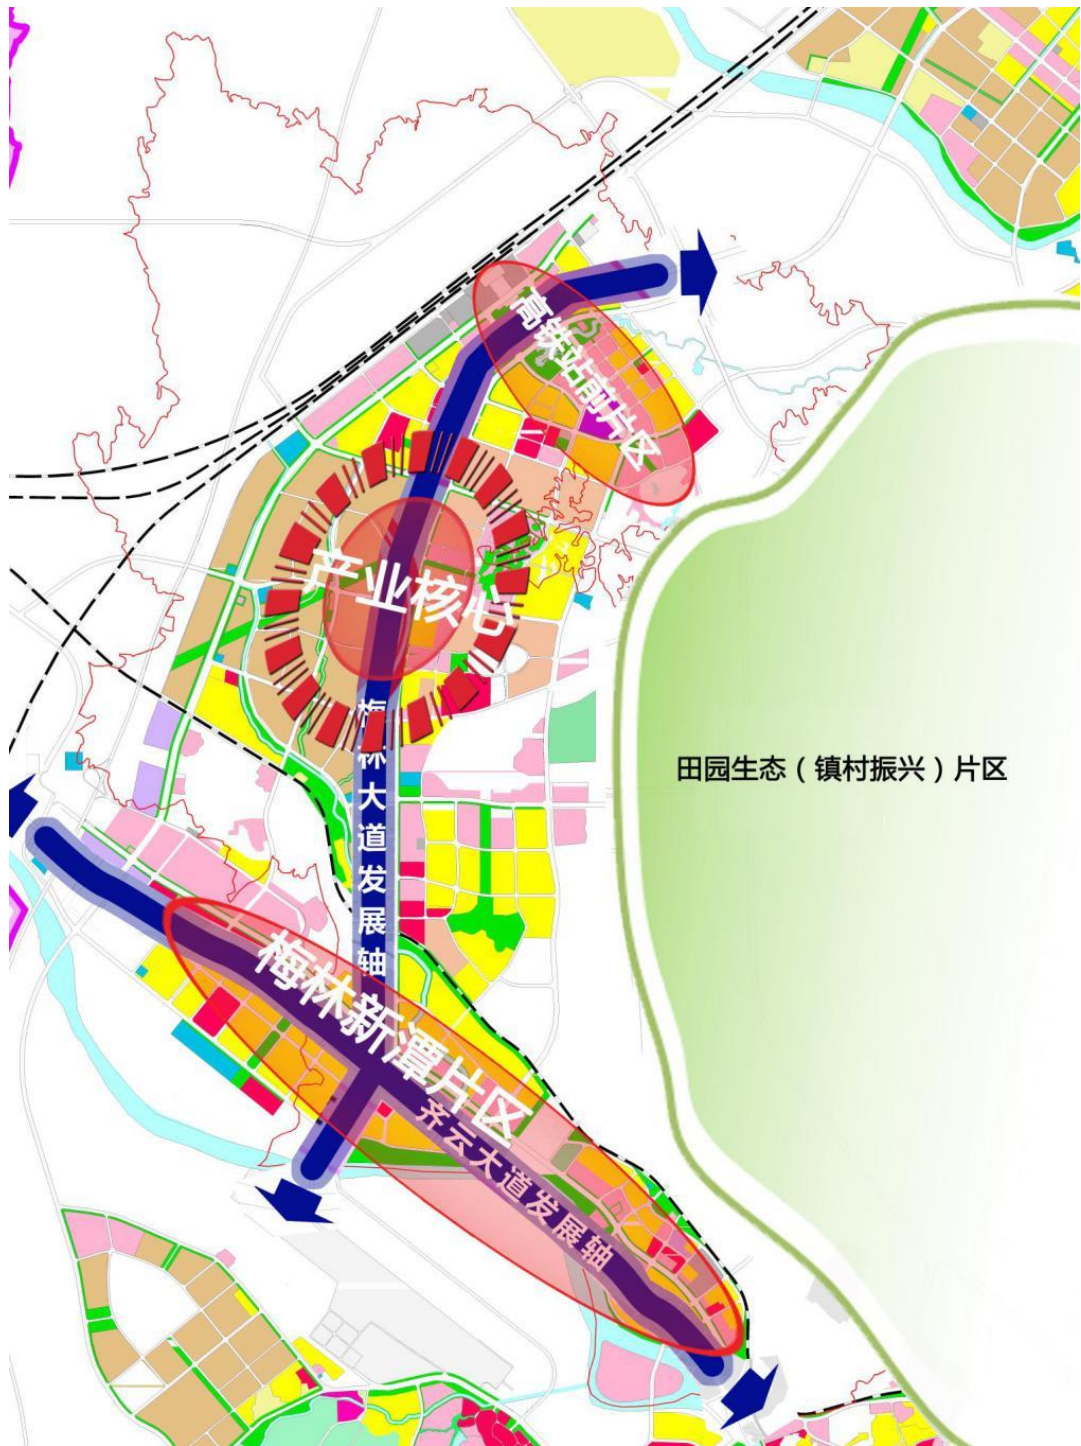 高铁站前片区
产业核心
梅林大道发展轴
田园生态（镇村振兴）片区
梅林新潭片区
齐云大道发展轴